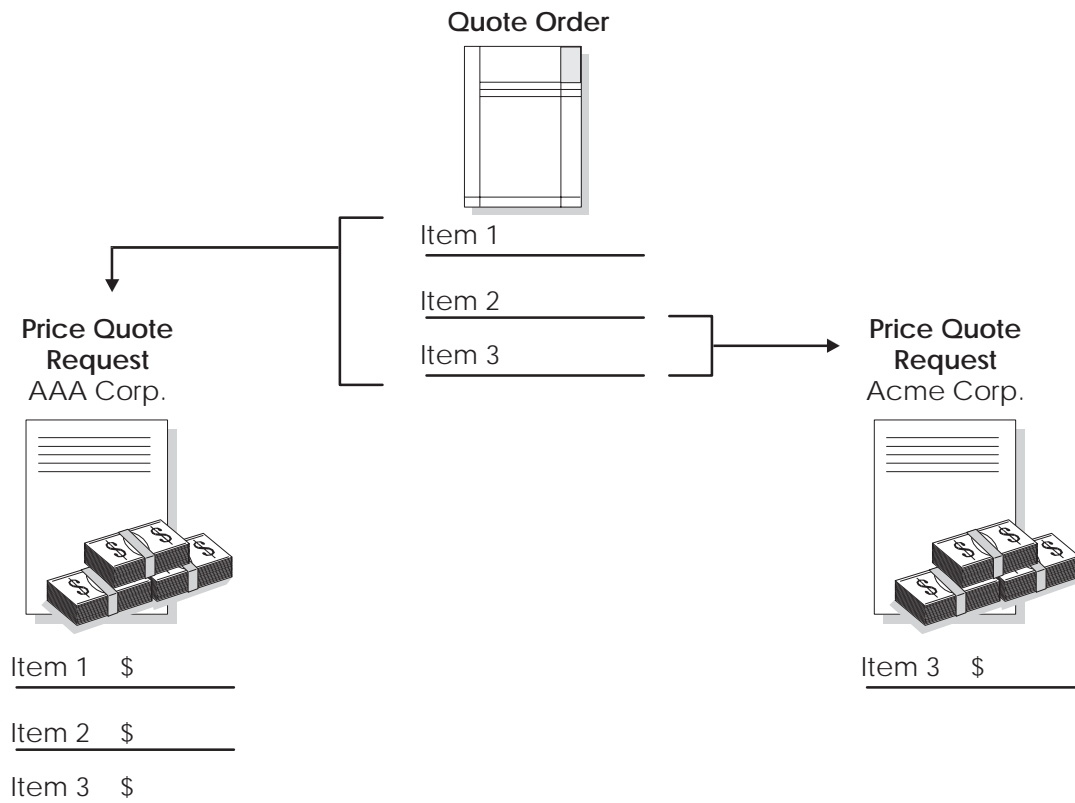 Quote Order
Item 1
Item 2
Item 3
Price Quote
Request
AAA Corp.
Item 1 $
Item 2 $
Item 3 $
Price Quote
Request
Acme Corp.
Item 3 $